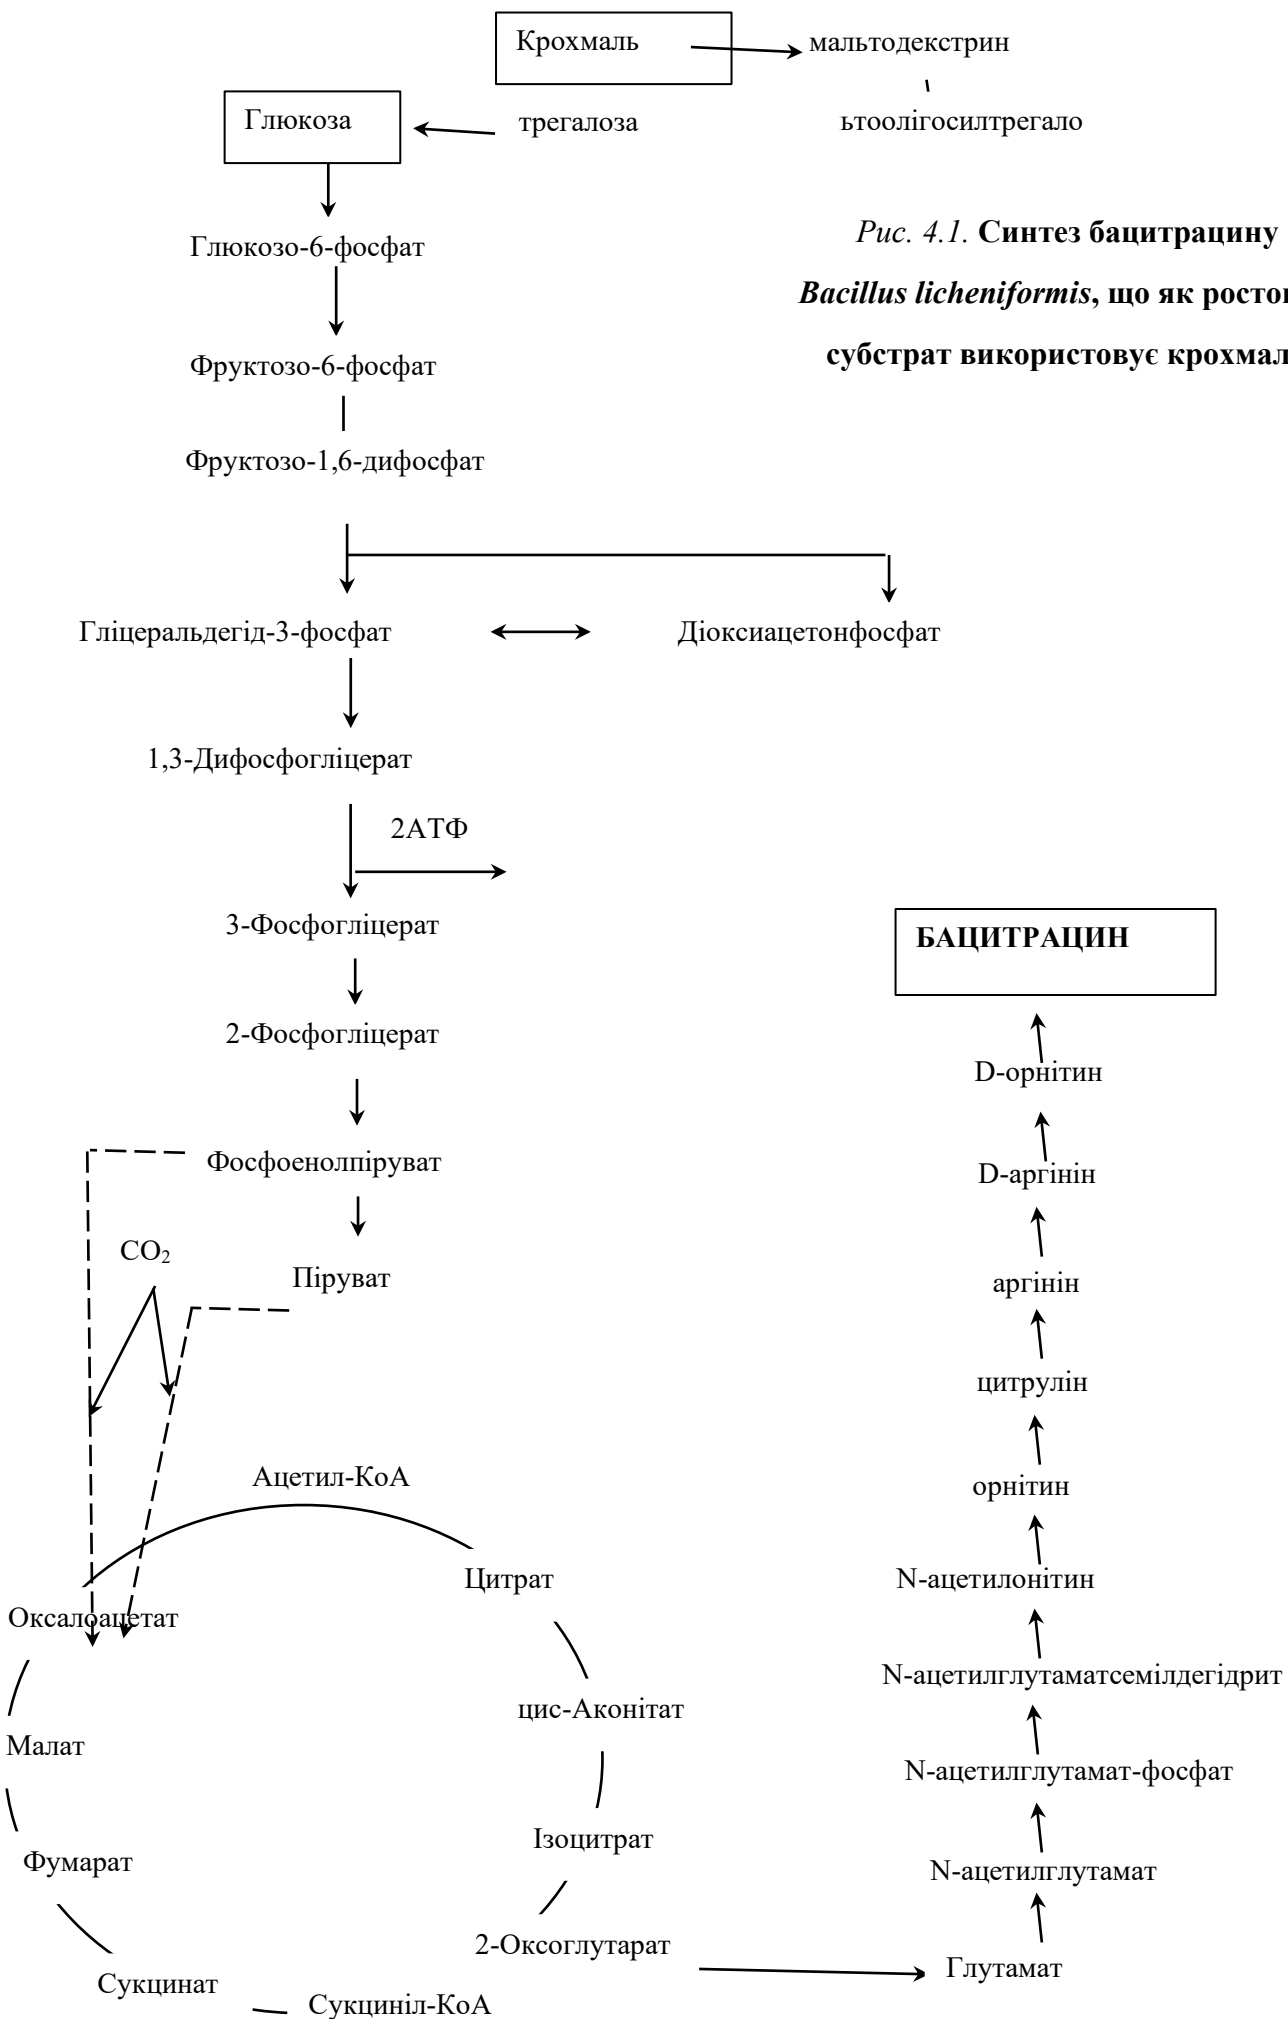 Крохмаль
мальтодекстрин
Глюкоза
трегалоза
ьтоолігосилтрегало
Рис. 4.1. Синтез бацитрацину
Bacillus licheniformis, що як ростов
субстрат використовує крохмал
Глюкозо-6-фосфат
Фруктозо-6-фосфат
Фруктозо-1,6-дифосфат
Гліцеральдегід-3-фосфат
Діоксиацетонфосфат
1,3-Дифосфогліцерат
2АТФ
3-Фосфогліцерат
2-Фосфогліцерат
Фосфоенолпіруват
CO₂
Піруват
Ацетил-КоА
Цитрат
Оксалоацетат
цис-Аконітат
Малат
Ізоцитрат
Фумарат
2-Оксоглутарат
Сукцинат
Сукциніл-КоА
БАЦИТРАЦИН
D-орнітин
D-аргінін
аргінін
цитрулін
орнітин
N-ацетилонітин
N-ацетилглутаматсемілдегідрит
N-ацетилглутамат-фосфат
N-ацетилглутамат
Глутамат